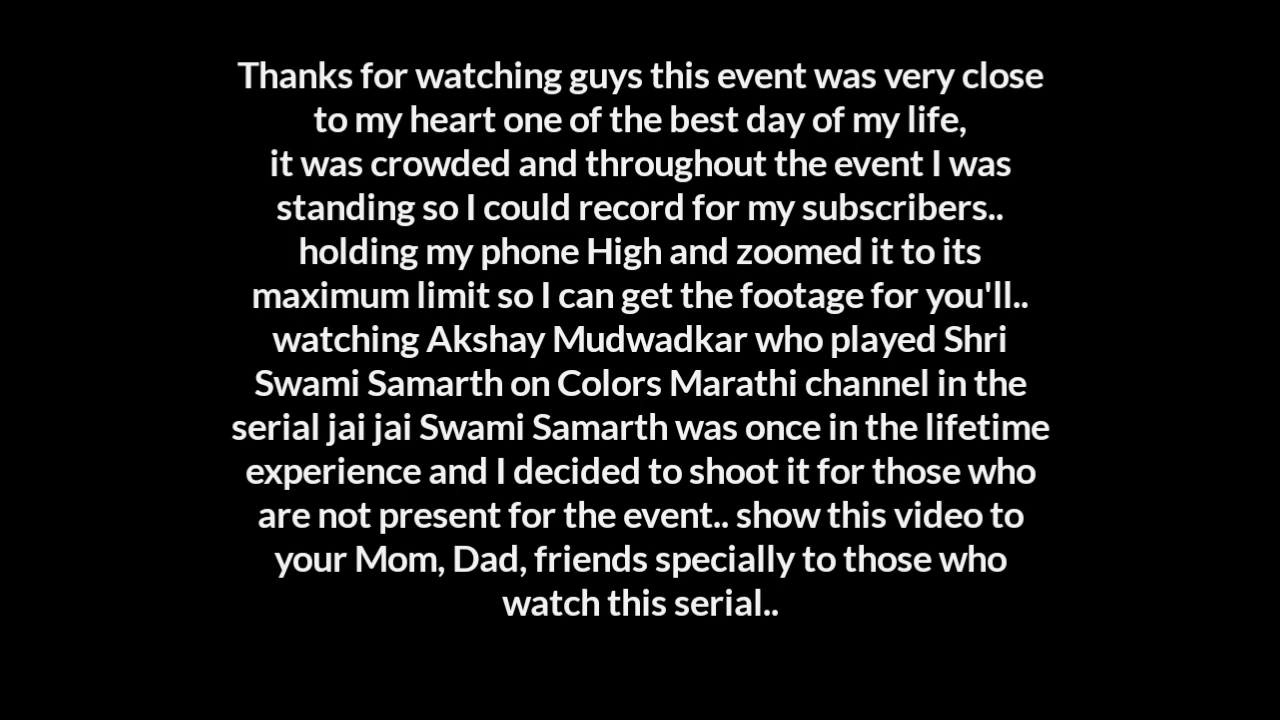 Thanks for watching guys this event was very close
to my heart one of the best day of my life,
it was crowded and throughout the event I was
standing so I could record for my subscribers..
holding my phone High and zoomed it to its
maximum limit so I can get the footage for you'll..
watching Akshay Mudwadkar who played Shri
Swami Samarth on Colors Marathi channel in the
serial jai jai Swami Samarth was once in the lifetime
experience and I decided to shoot it for those who
are not present for the event.. show this video to
your Mom, Dad, friends specially to those who
watch this serial..